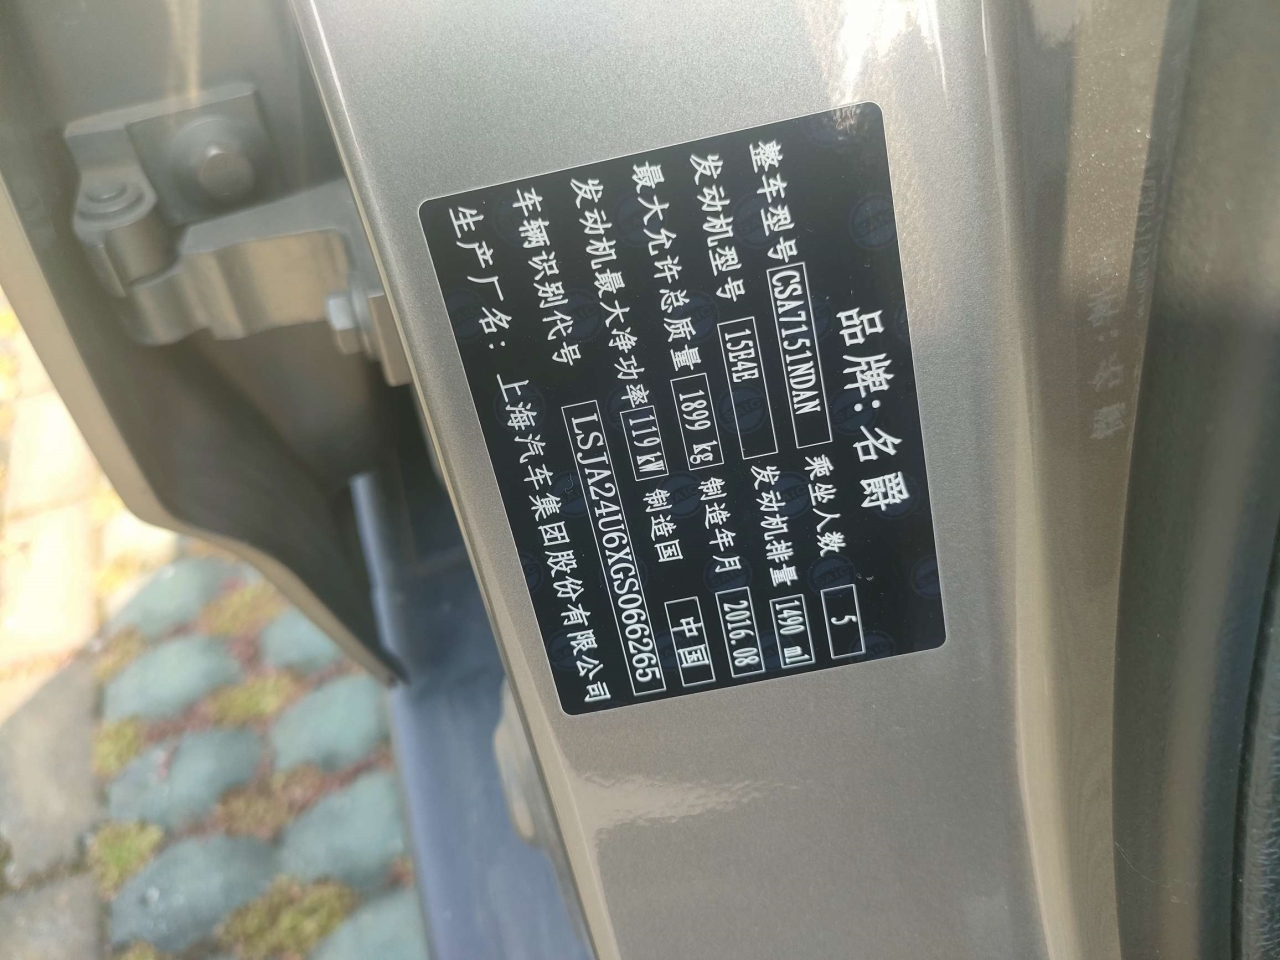 品牌:名爵
整车型号 CSA7151NDAN 乘坐人数 5
发动机型号 15E4E 发动机排量 1490 ml
最大允许总质量 1899 kg 制造年月 2016.08
发动机最大净功率 119 kW 制造国 中国
车辆识别代号 LSJA24U6XGS066265
生产厂名: 上海汽车集团股份有限公司